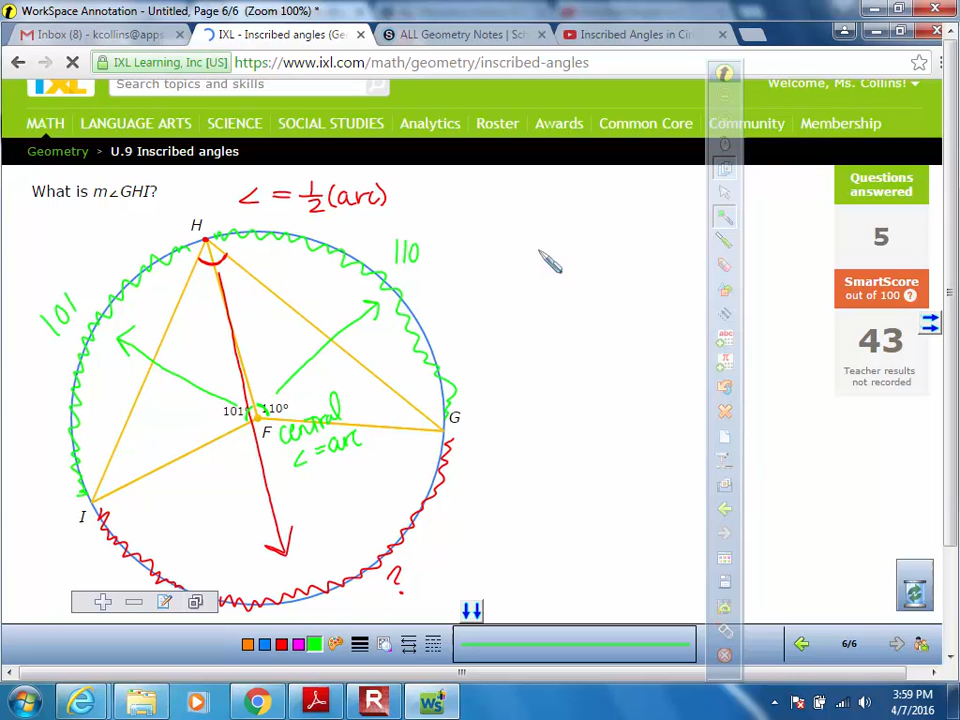 WorkSpace Annotation - Untitled, Page 6/6 (Zoom 100%) *
Inbox (0) - kcollins@apps
IXL - Inscribed angles (Ge
ALL Geometry Notes | Sch
Inscribed Angles in Cir
IXL Learning, Inc [US]
https://www.ixl.com/math/geometry/inscribed-angles
IXL
Search topics and skills
Welcome, Ms. Collins!
MATH LANGUAGE ARTS SCIENCE SOCIAL STUDIES Analytics Roster Awards Common Core Community Membership
Geometry > U.9 Inscribed angles
What is m∠GHI?
∠ = 1/2 (arc)
Questions
answered
5
SmartScore
out of 100 ?
43
Teacher results
not recorded
H
110
101
101
110°
F
G
central
∠ = arc
I
?
6/6
3:59 PM
4/7/2016